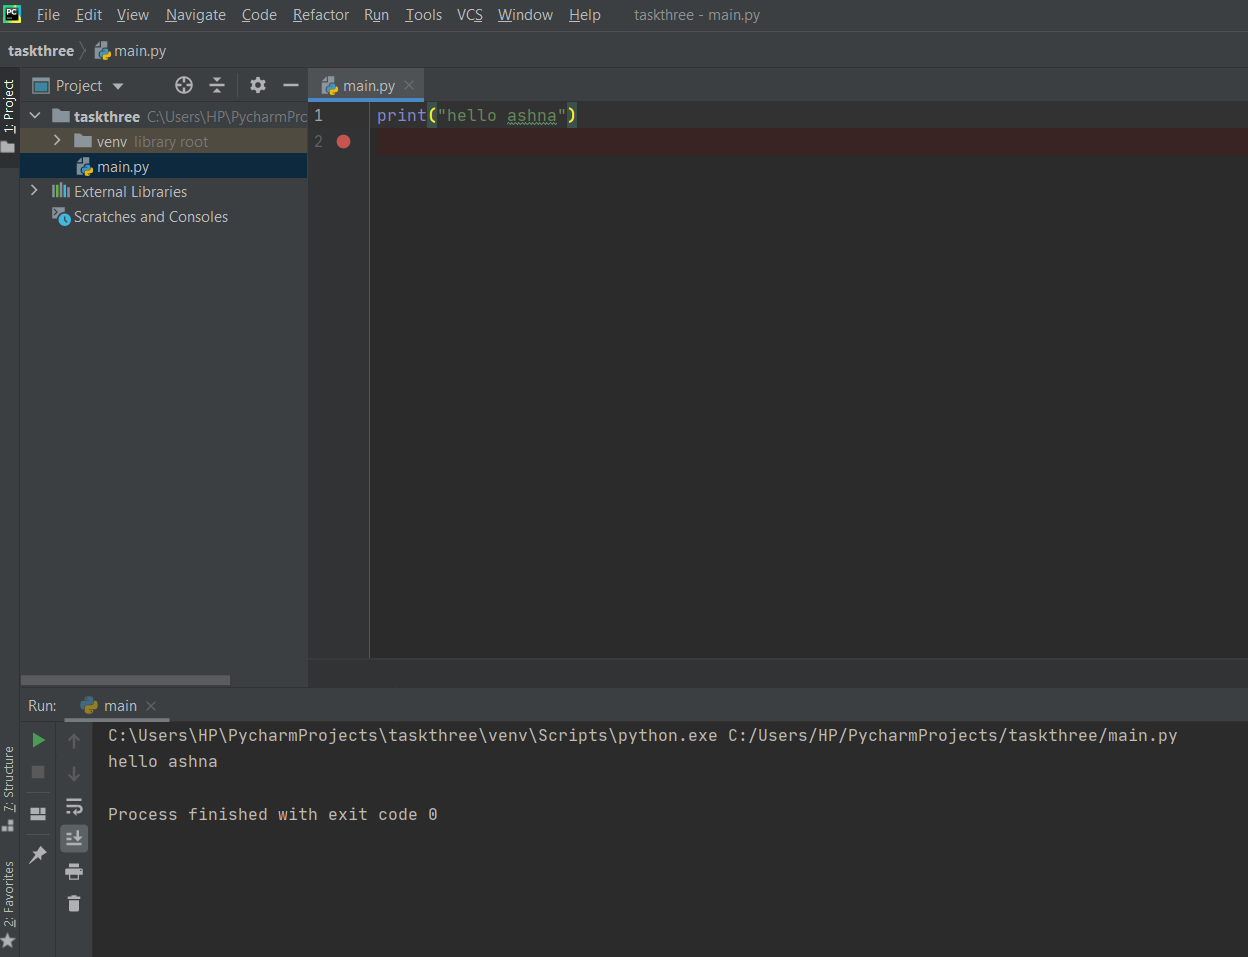 PC File Edit View Navigate Code Refactor Run Tools VCS Window Help taskthree - main.py
taskthree main.py
1: Project
Project
main.py
taskthree C:\Users\HP\PycharmPro
venv library root
main.py
External Libraries
Scratches and Consoles
1 print("hello ashna")
2
Run: main
C:\Users\HP\PycharmProjects\taskthree\venv\Scripts\python.exe C:/Users/HP/PycharmProjects/taskthree/main.py
hello ashna
Process finished with exit code 0
7: Structure
2: Favorites